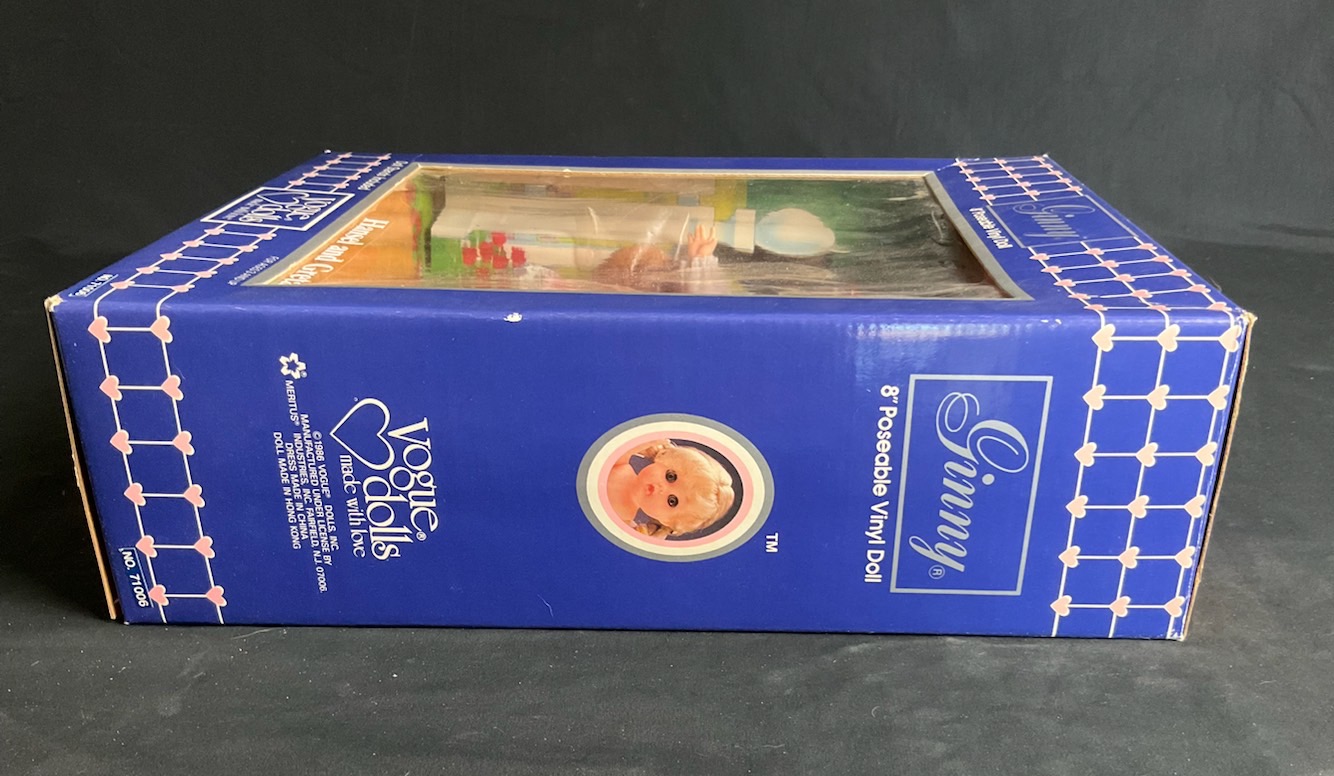 Ginny®
8" Poseable Vinyl Doll
TM
Vogue®
dolls
made with love
©1986 VOGUE® DOLLS, INC.
MANUFACTURED UNDER LICENSE BY
MERITUS® INDUSTRIES, INC. FAIRFIELD, N.J. 07006.
DRESS MADE IN CHINA
DOLL MADE IN HONG KONG
NO. 71006
Ginny
8" Poseable Vinyl Doll
Hansel and